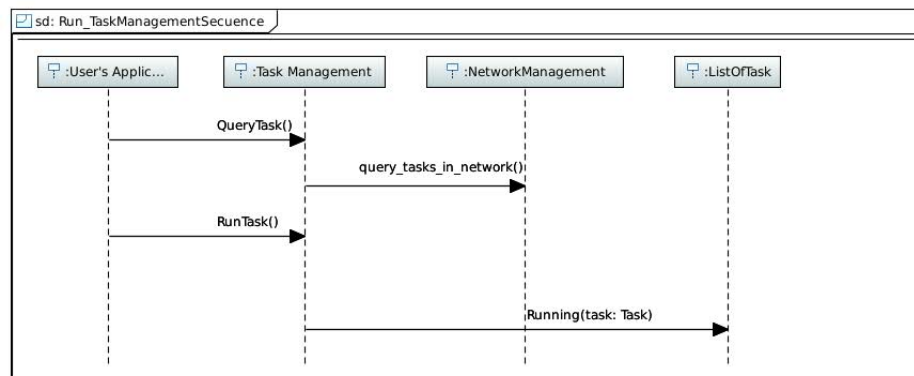 sd: Run_TaskManagementSecuence
:User's Applic...
:Task Management
:NetworkManagement
:ListOfTask
QueryTask()
query_tasks_in_network()
RunTask()
Running(task: Task)